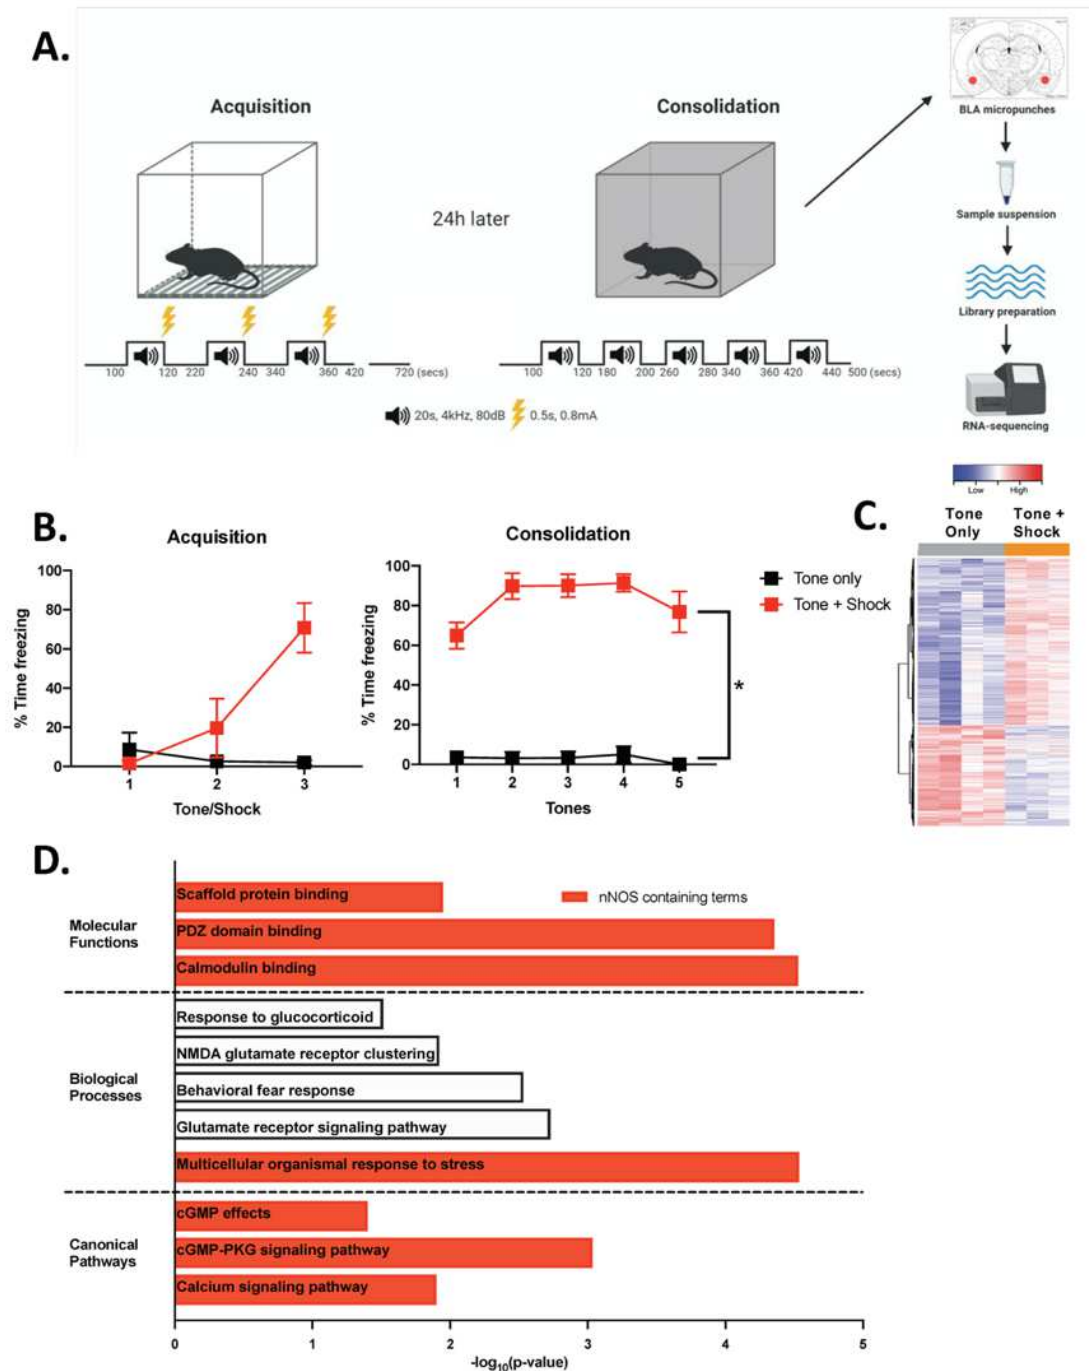 A.
Acquisition
100 120 220 240 340 360 420 720 (secs)
24h later
Consolidation
100 120 180 200 260 280 340 360 420 440 500 (secs)
20s, 4kHz, 80dB 0.5s, 0.8mA
BLA micropunches
Sample suspension
Library preparation
RNA-sequencing
B.
Acquisition
% Time freezing
100
80
60
40
20
0
1 2 3
Tone/Shock
Consolidation
% Time freezing
100
80
60
40
20
0
1 2 3 4 5
Tones
*
Tone only
Tone + Shock
C.
Low High
Tone Only
Tone + Shock
D.
nNOS containing terms
Molecular
Functions
Scaffold protein binding
PDZ domain binding
Calmodulin binding
Biological
Processes
Response to glucocorticoid
NMDA glutamate receptor clustering
Behavioral fear response
Glutamate receptor signaling pathway
Multicellular organismal response to stress
Canonical
Pathways
cGMP effects
cGMP-PKG signaling pathway
Calcium signaling pathway
0 1 2 3 4 5
-log10(p-value)